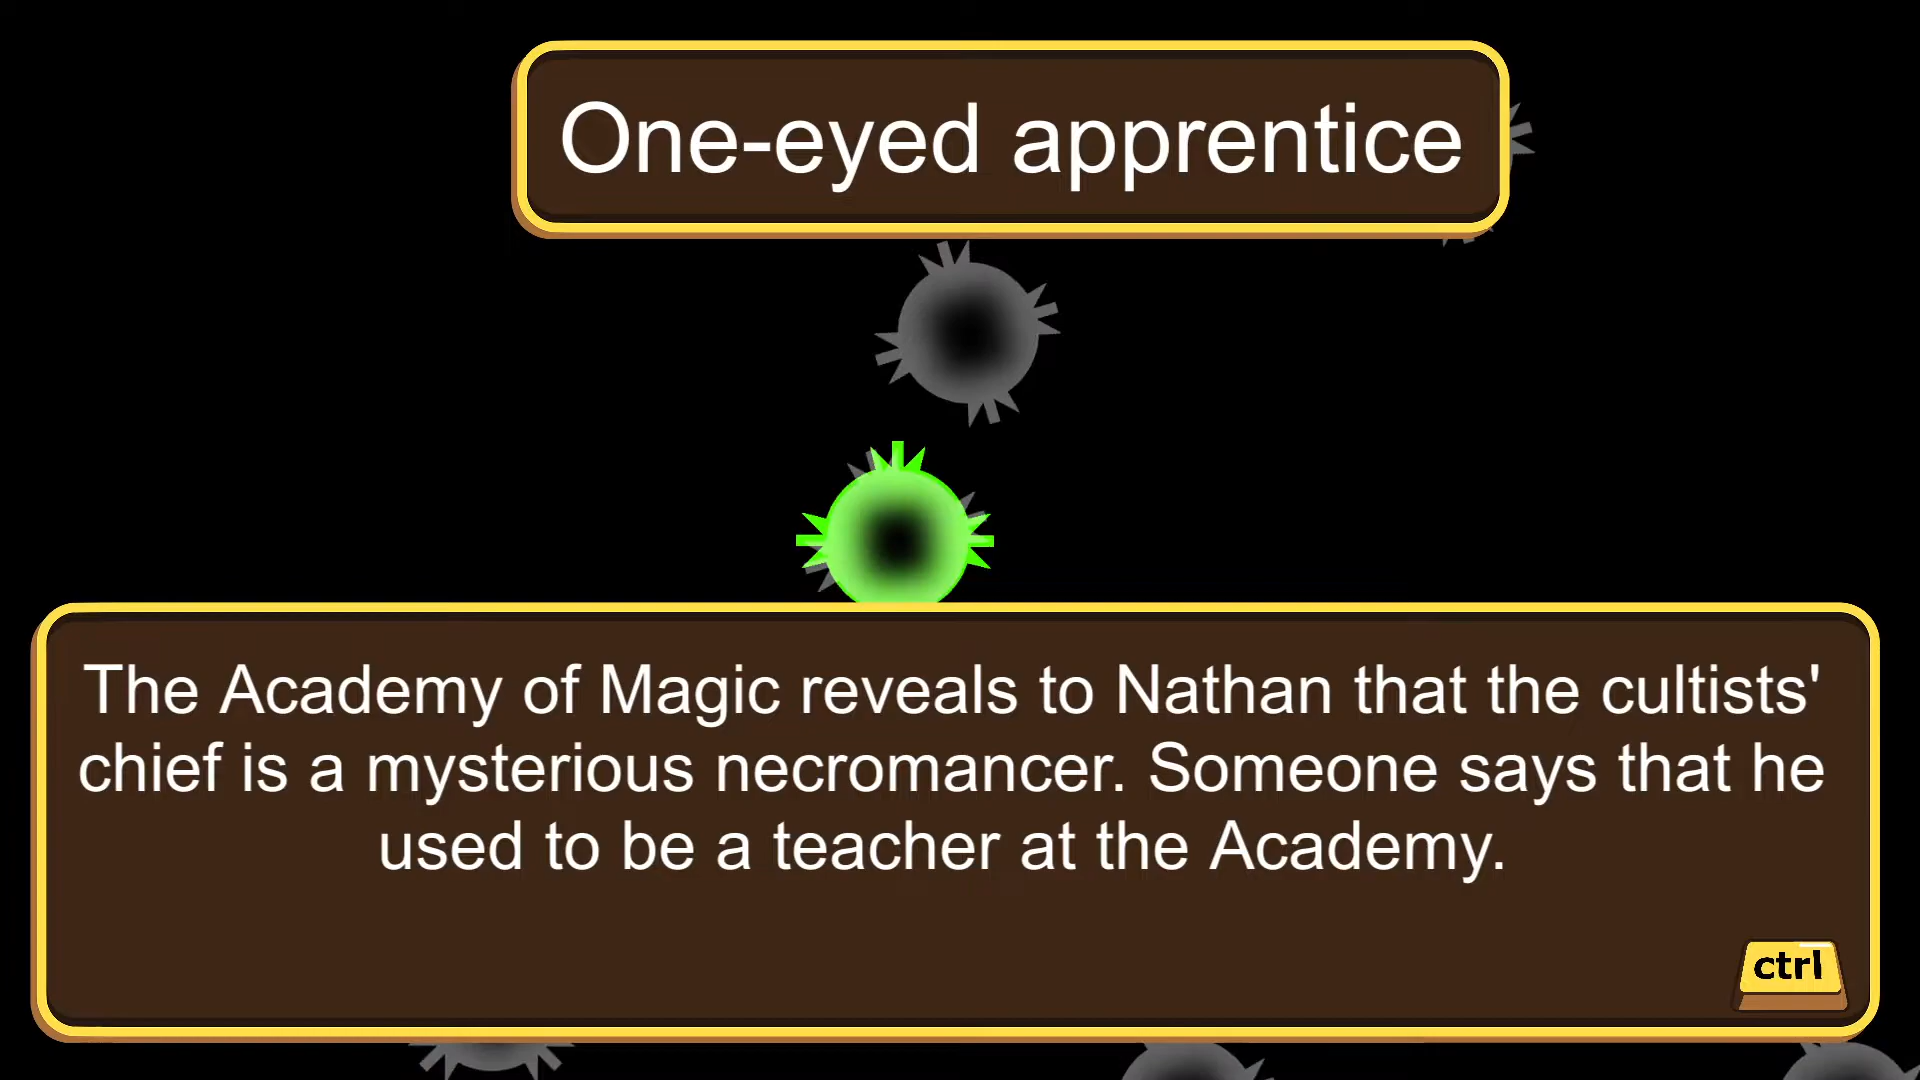 One-eyed apprentice
The Academy of Magic reveals to Nathan that the cultists'
chief is a mysterious necromancer. Someone says that he
used to be a teacher at the Academy.
ctrl